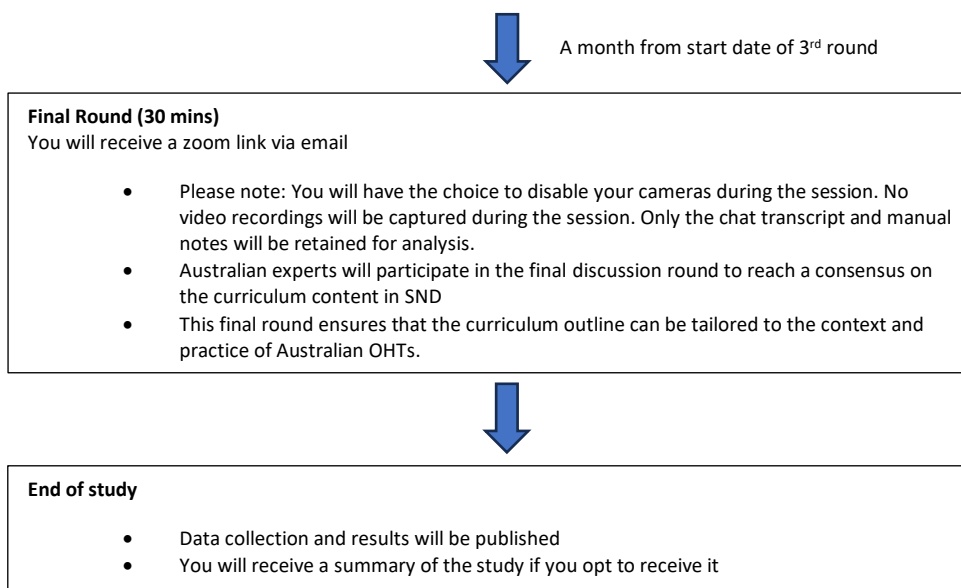 A month from start date of 3rd round
Final Round (30 mins)
You will receive a zoom link via email
• Please note: You will have the choice to disable your cameras during the session. No
video recordings will be captured during the session. Only the chat transcript and manual
notes will be retained for analysis.
• Australian experts will participate in the final discussion round to reach a consensus on
the curriculum content in SND
• This final round ensures that the curriculum outline can be tailored to the context and
practice of Australian OHTs.
End of study
• Data collection and results will be published
• You will receive a summary of the study if you opt to receive it